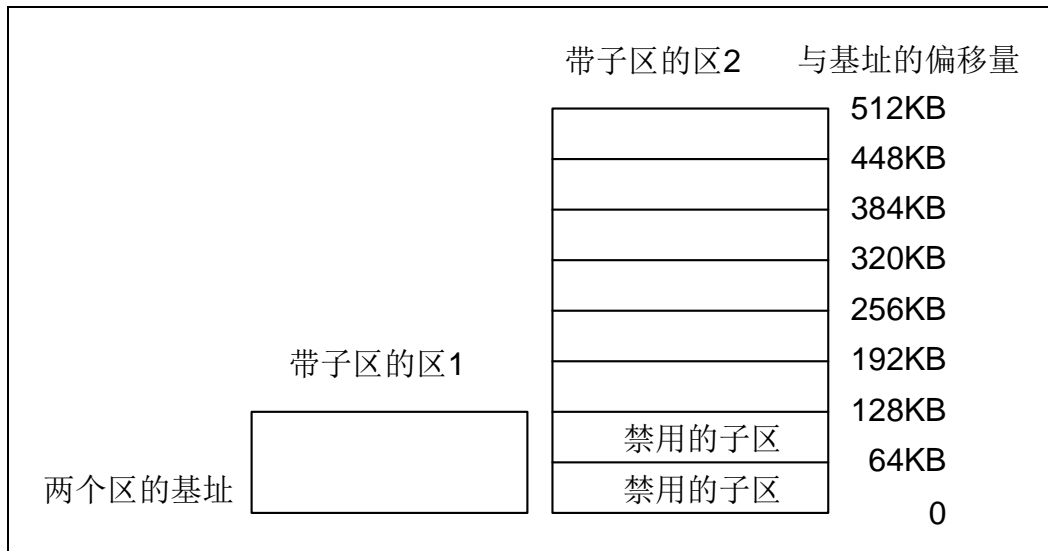 带子区的区2 与基址的偏移量
512KB
448KB
384KB
320KB
256KB
带子区的区1 192KB
128KB
禁用的子区
64KB
两个区的基址 禁用的子区
0